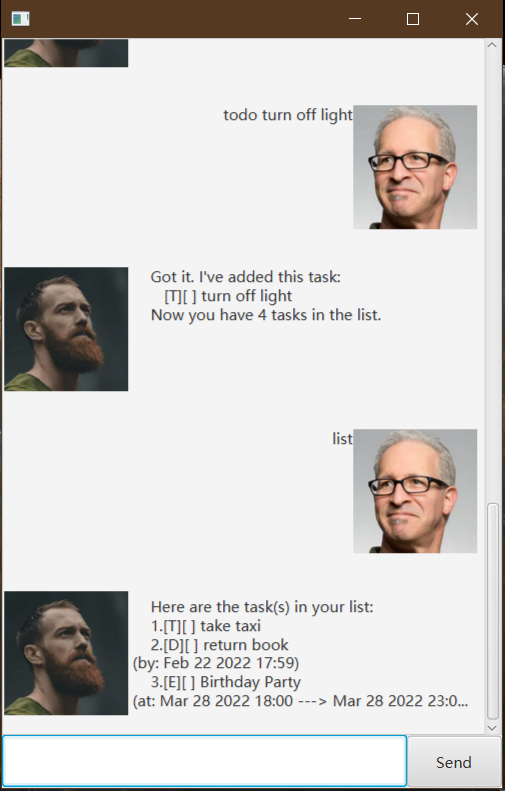 todo turn off light
Got it. I've added this task:
[T][ ] turn off light
Now you have 4 tasks in the list.
list
Here are the task(s) in your list:
1.[T][ ] take taxi
2.[D][ ] return book
(by: Feb 22 2022 17:59)
3.[E][ ] Birthday Party
(at: Mar 28 2022 18:00 ---> Mar 28 2022 23:0...
Send